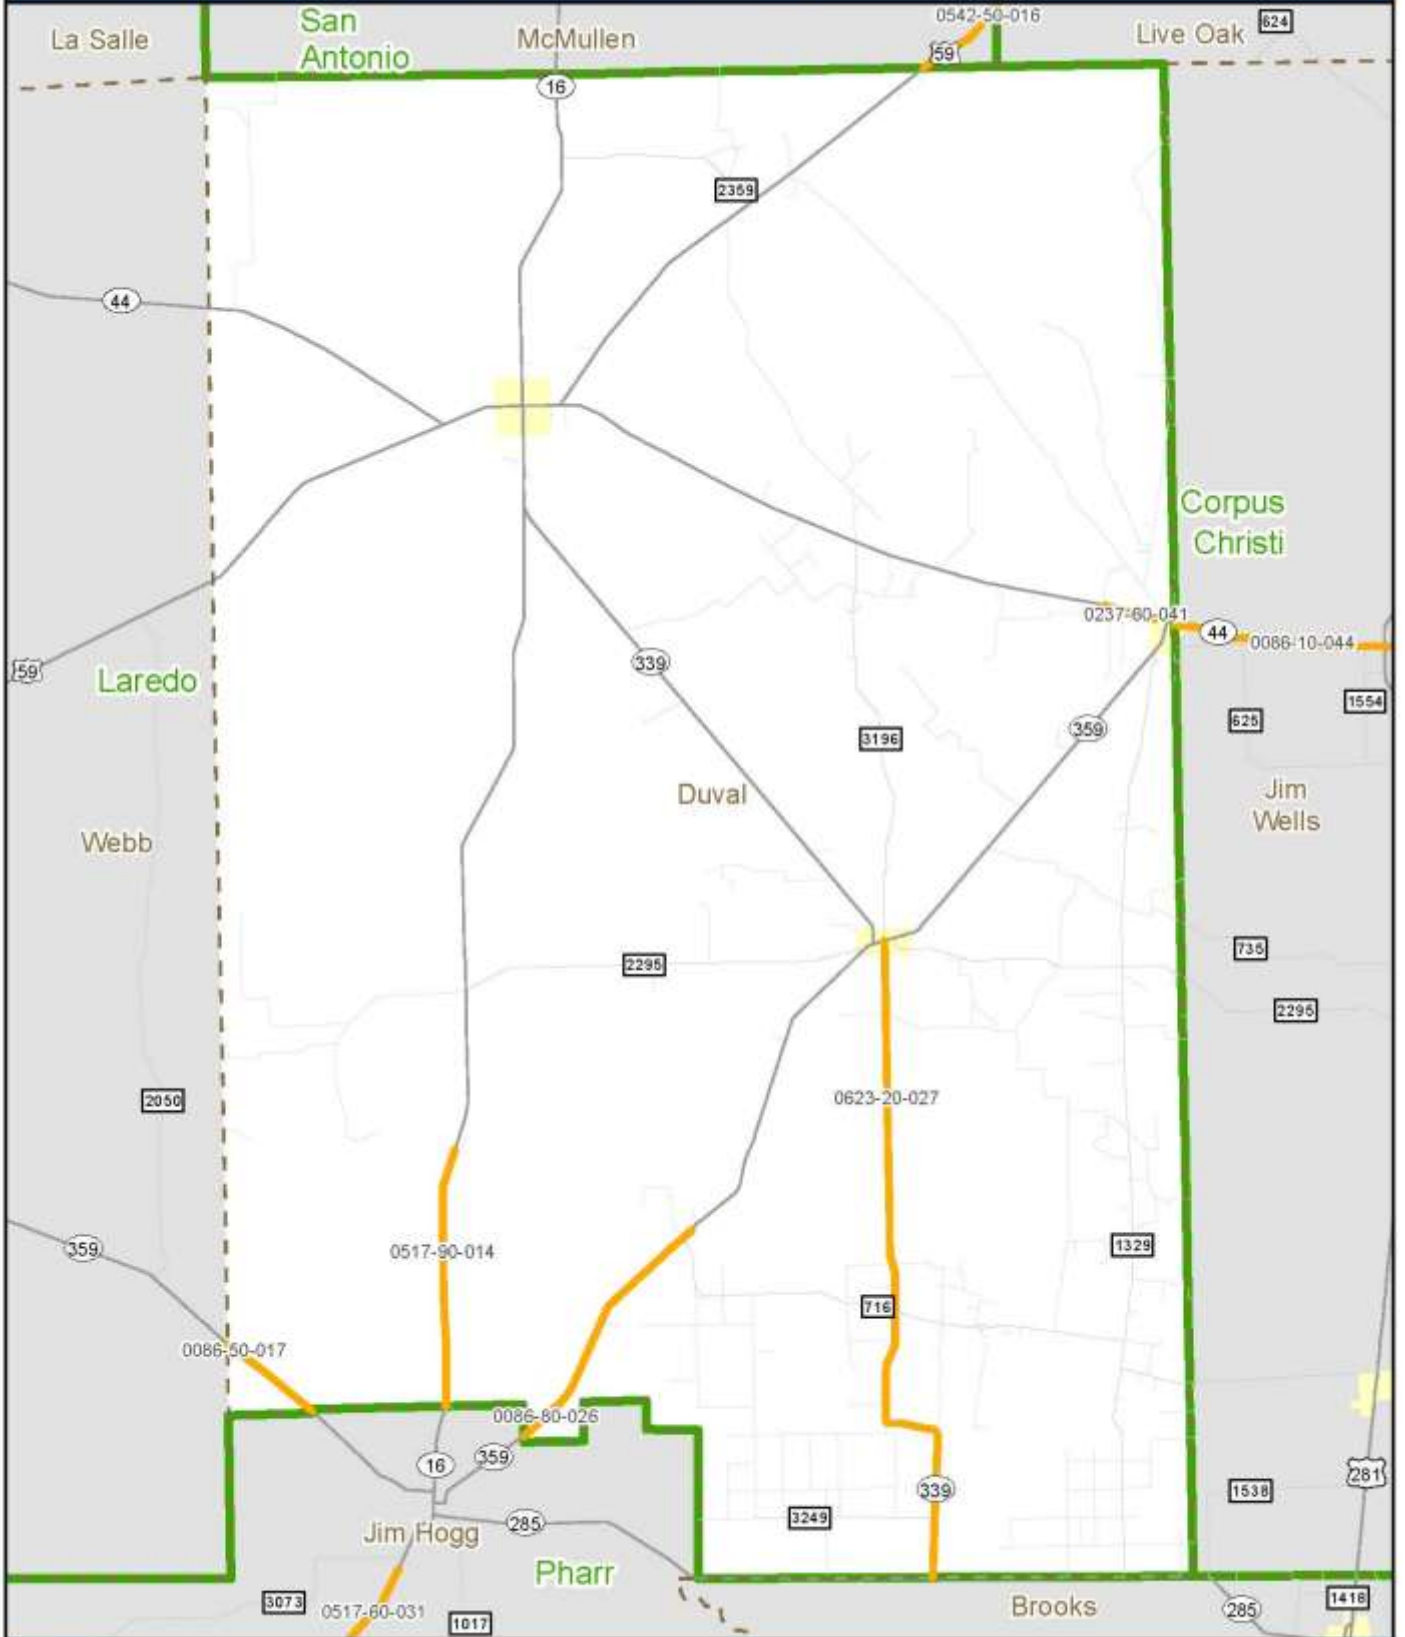 0542-50-016
624
San
Antonio
La Salle
McMullen
Live Oak
59
16
2359
44
Corpus
Christi
0237-60-041
44
0086-10-044
59
Laredo
339
1554
625
359
3196
Duval
Jim
Wells
Webb
735
2295
2295
2050
0623-20-027
359
1329
0517-90-014
716
0086-50-017
0086-80-026
359
16
281
339
1538
3249
285
Jim Hogg
Pharr
3073
0517-60-031
1017
Brooks
285
1418